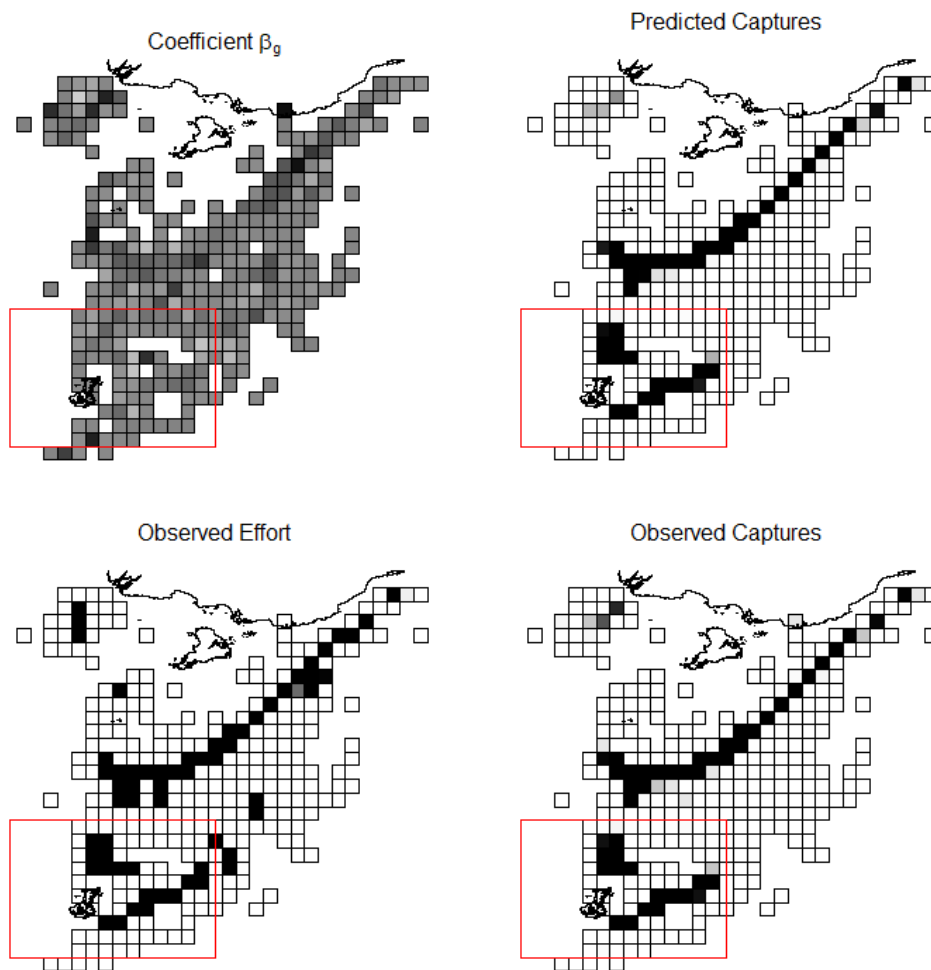 Predicted Captures
Coefficient βg
Observed Effort
Observed Captures